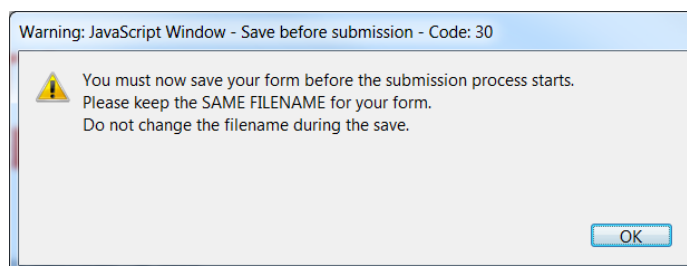 Warning: JavaScript Window - Save before submission - Code: 30
You must now save your form before the submission process starts.
Please keep the SAME FILENAME for your form.
Do not change the filename during the save.
OK